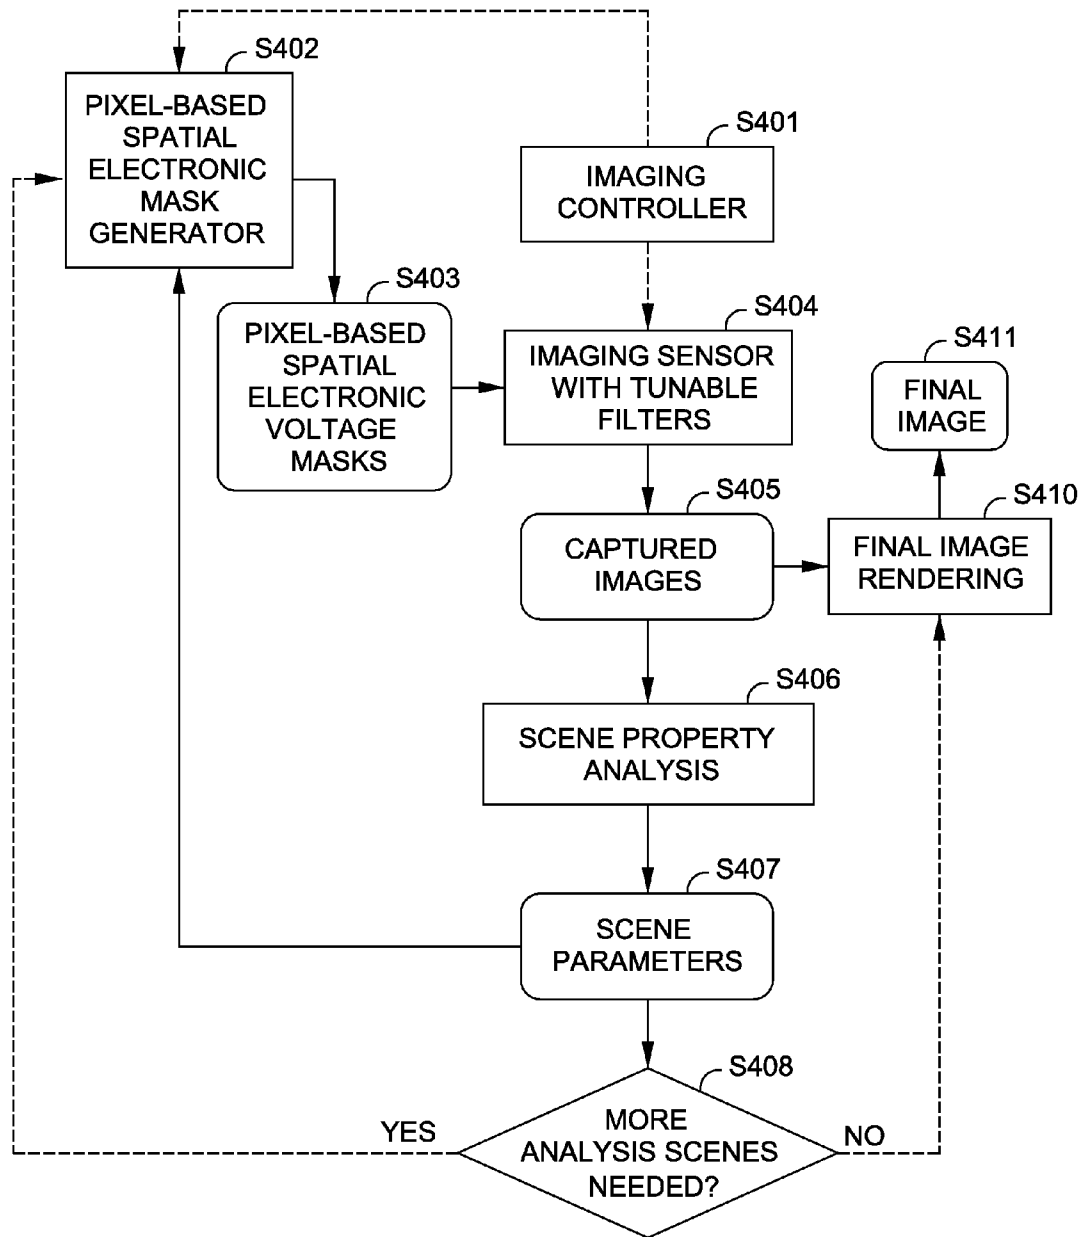 S402
PIXEL-BASED
SPATIAL
ELECTRONIC
MASK
GENERATOR
S401
IMAGING
CONTROLLER
S403
PIXEL-BASED
SPATIAL
ELECTRONIC
VOLTAGE
MASKS
S404
IMAGING SENSOR
WITH TUNABLE
FILTERS
S411
FINAL
IMAGE
S405
CAPTURED
IMAGES
S410
FINAL IMAGE
RENDERING
S406
SCENE PROPERTY
ANALYSIS
S407
SCENE
PARAMETERS
S408
MORE
ANALYSIS SCENES
NEEDED?
YES
NO